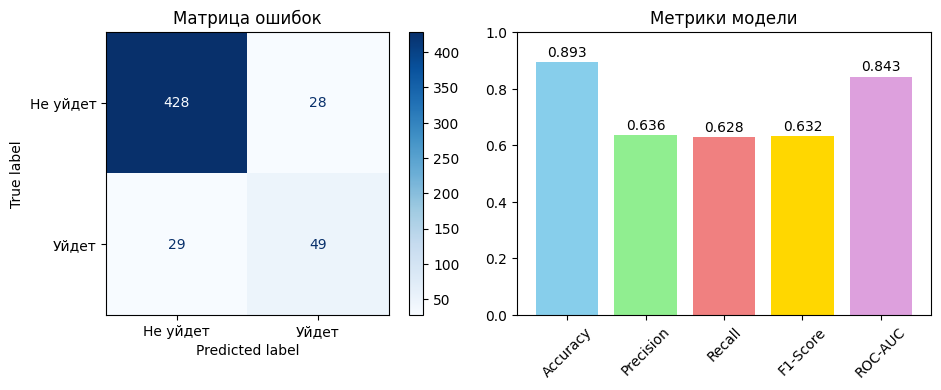 Матрица ошибок
True label
Не уйдет
Уйдет
428
28
29
49
Не уйдет
Уйдет
Predicted label
400
350
300
250
200
150
100
50
Метрики модели
1.0
0.8
0.6
0.4
0.2
0.0
0.893
0.636
0.628
0.632
0.843
Accuracy
Precision
Recall
F1-Score
ROC-AUC